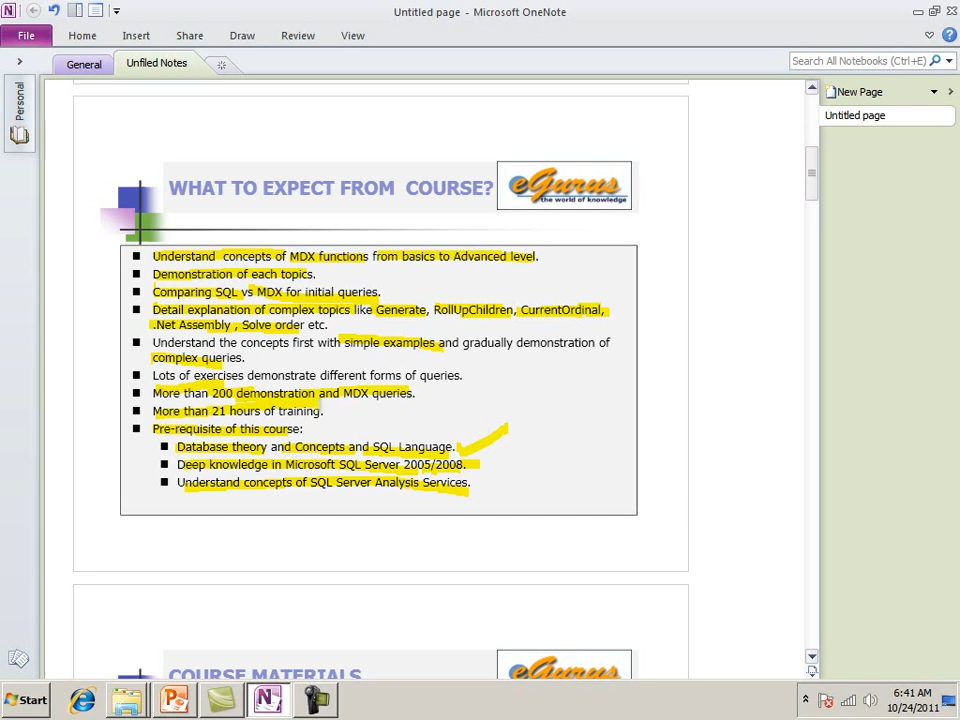 Untitled page - Microsoft OneNote
File Home Insert Share Draw Review View
General Unfiled Notes Search All Notebooks (Ctrl+E)
Personal
New Page
Untitled page
WHAT TO EXPECT FROM COURSE?
eGurus
the world of knowledge
Understand concepts of MDX functions from basics to Advanced level.
Demonstration of each topics.
Comparing SQL vs MDX for initial queries.
Detail explanation of complex topics like Generate, RollUpChildren, CurrentOrdinal,
.Net Assembly , Solve order etc.
Understand the concepts first with simple examples and gradually demonstration of
complex queries.
Lots of exercises demonstrate different forms of queries.
More than 200 demonstration and MDX queries.
More than 21 hours of training.
Pre-requisite of this course:
Database theory and Concepts and SQL Language.
Deep knowledge in Microsoft SQL Server 2005/2008.
Understand concepts of SQL Server Analysis Services.
COURSE MATERIALS
eGurus
Start
6:41 AM
10/24/2011